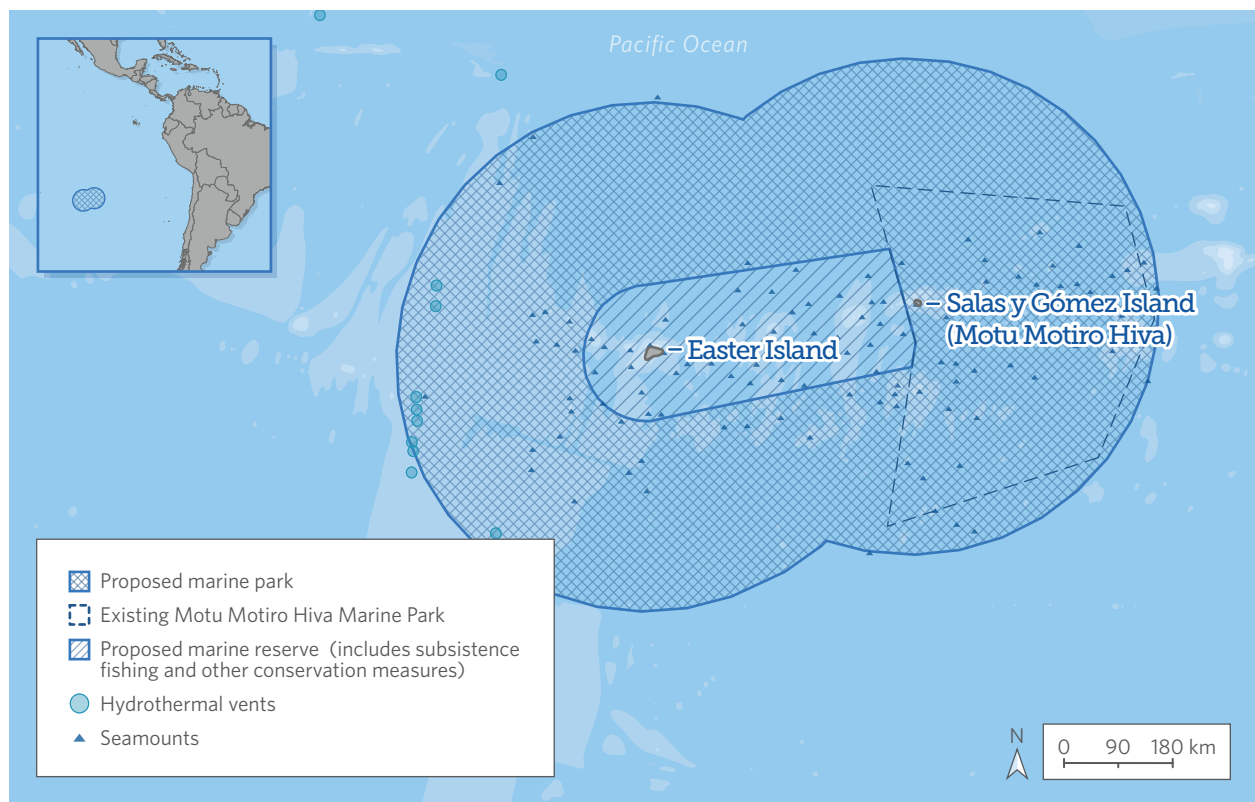 Pacific Ocean
Salas y Gómez Island
(Motu Motiro Hiva)
Easter Island
Proposed marine park
Existing Motu Motiro Hiva Marine Park
Proposed marine reserve (includes subsistence
fishing and other conservation measures)
Hydrothermal vents
Seamounts
N
0 90 180 km